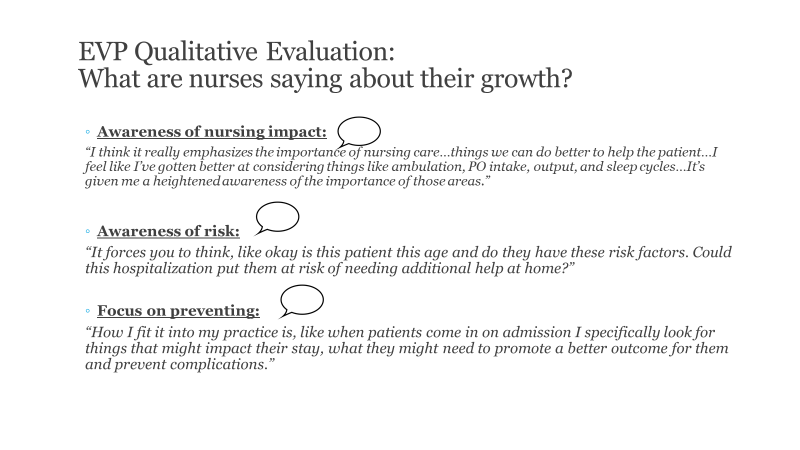 EVP Qualitative Evaluation:
What are nurses saying about their growth?
◦ Awareness of nursing impact:
“I think it really emphasizes the importance of nursing care…things we can do better to help the patient…I
feel like I’ve gotten better at considering things like ambulation, PO intake, output, and sleep cycles…It’s
given me a heightened awareness of the importance of those areas.”
◦ Awareness of risk:
“It forces you to think, like okay is this patient this age and do they have these risk factors. Could
this hospitalization put them at risk of needing additional help at home?”
◦ Focus on preventing:
“How I fit it into my practice is, like when patients come in on admission I specifically look for
things that might impact their stay, what they might need to promote a better outcome for them
and prevent complications.”